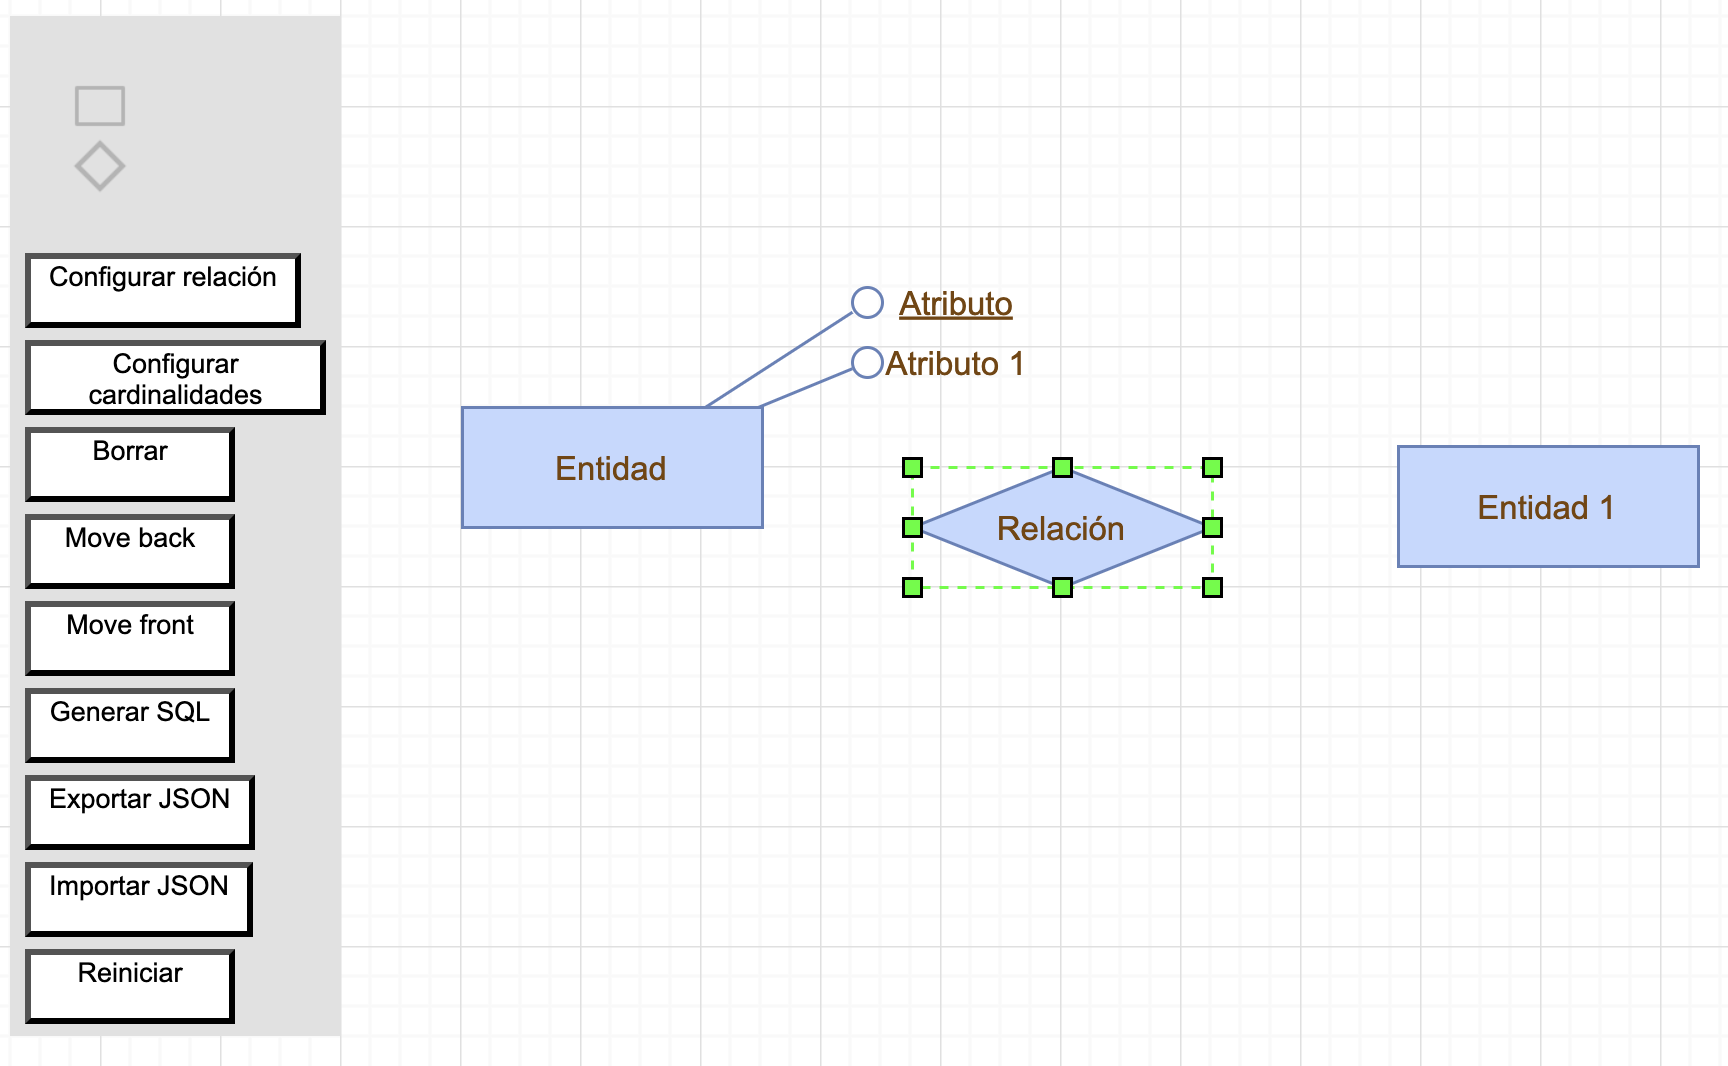 Configurar relación
Configurar
cardinalidades
Borrar
Move back
Move front
Generar SQL
Exportar JSON
Importar JSON
Reiniciar
Atributo
Atributo 1
Entidad
Relación
Entidad 1